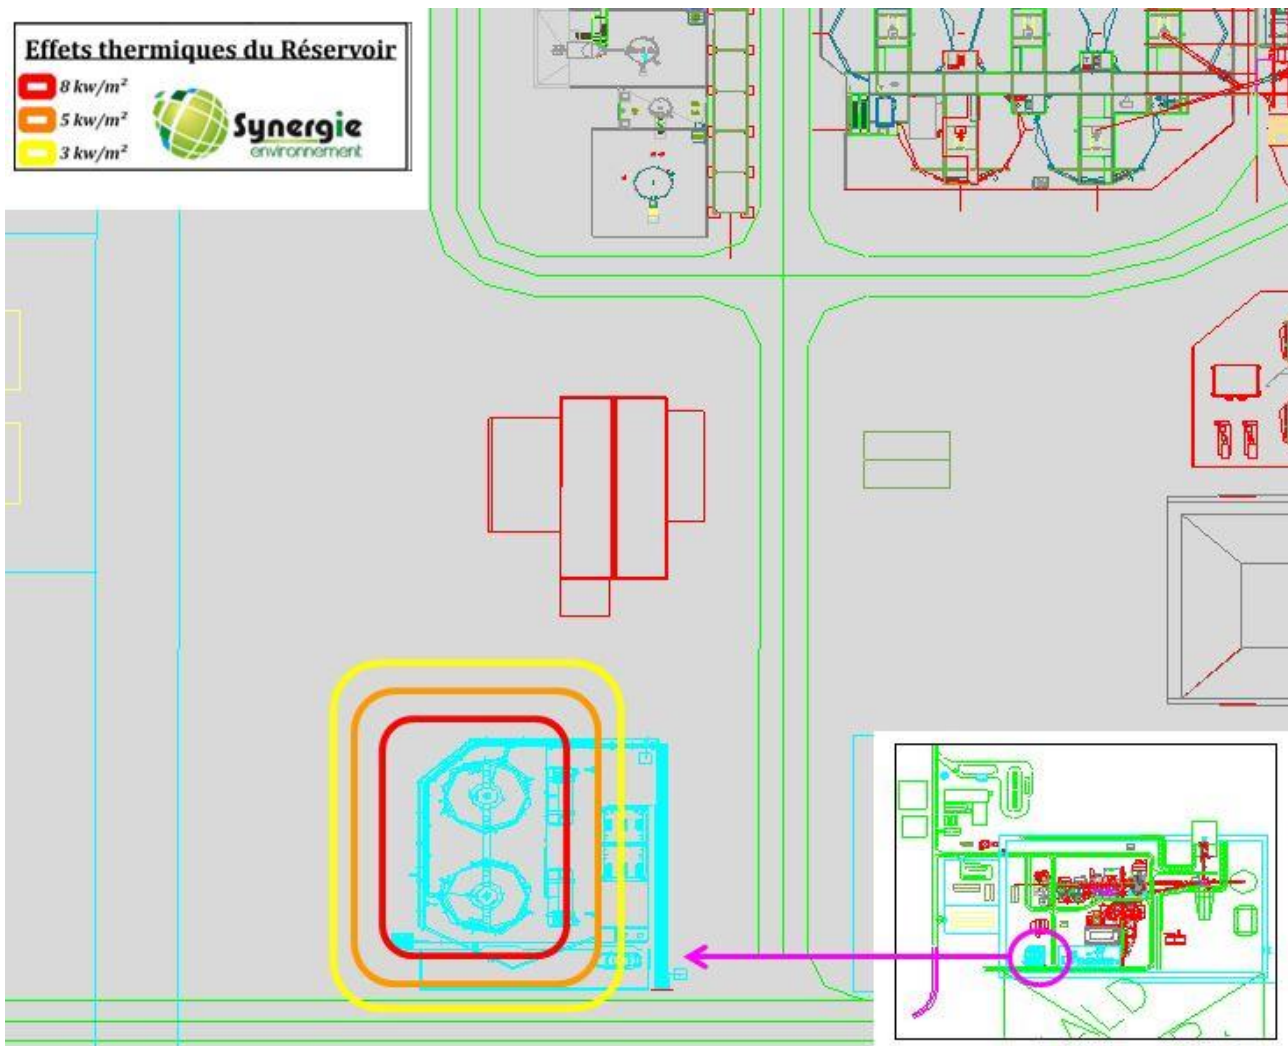 Effets thermiques du Réservoir
8 kw/m²
5 kw/m²
3 kw/m²
Synergie
environnement